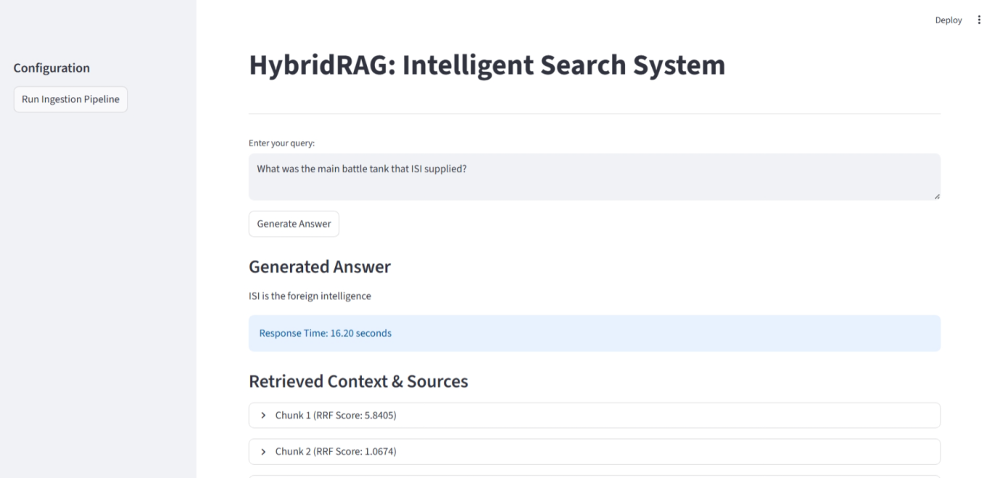 Deploy
Configuration
Run Ingestion Pipeline
HybridRAG: Intelligent Search System
Enter your query:
What was the main battle tank that ISI supplied?
Generate Answer
Generated Answer
ISI is the foreign intelligence
Response Time: 16.20 seconds
Retrieved Context & Sources
Chunk 1 (RRF Score: 5.8405)
Chunk 2 (RRF Score: 1.0674)